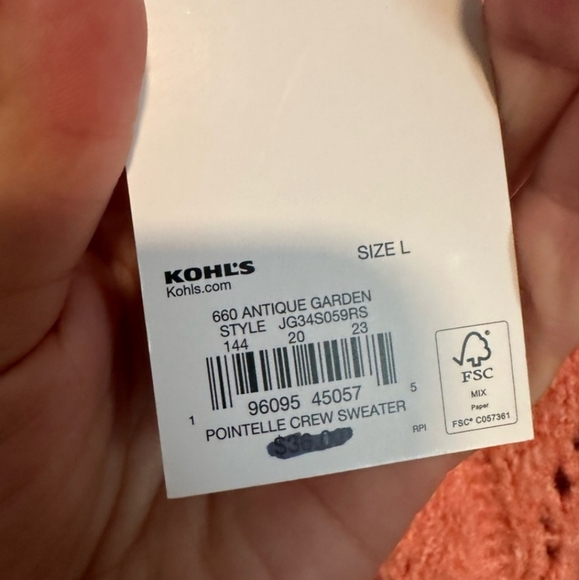 SIZE L
KOHL'S
Kohls.com
660 ANTIQUE GARDEN
STYLE JG34S059RS
144 20 23
1 96095 45057 5
POINTELLE CREW SWEATER
RPI
FSC
MIX
Paper
FSC® C057361